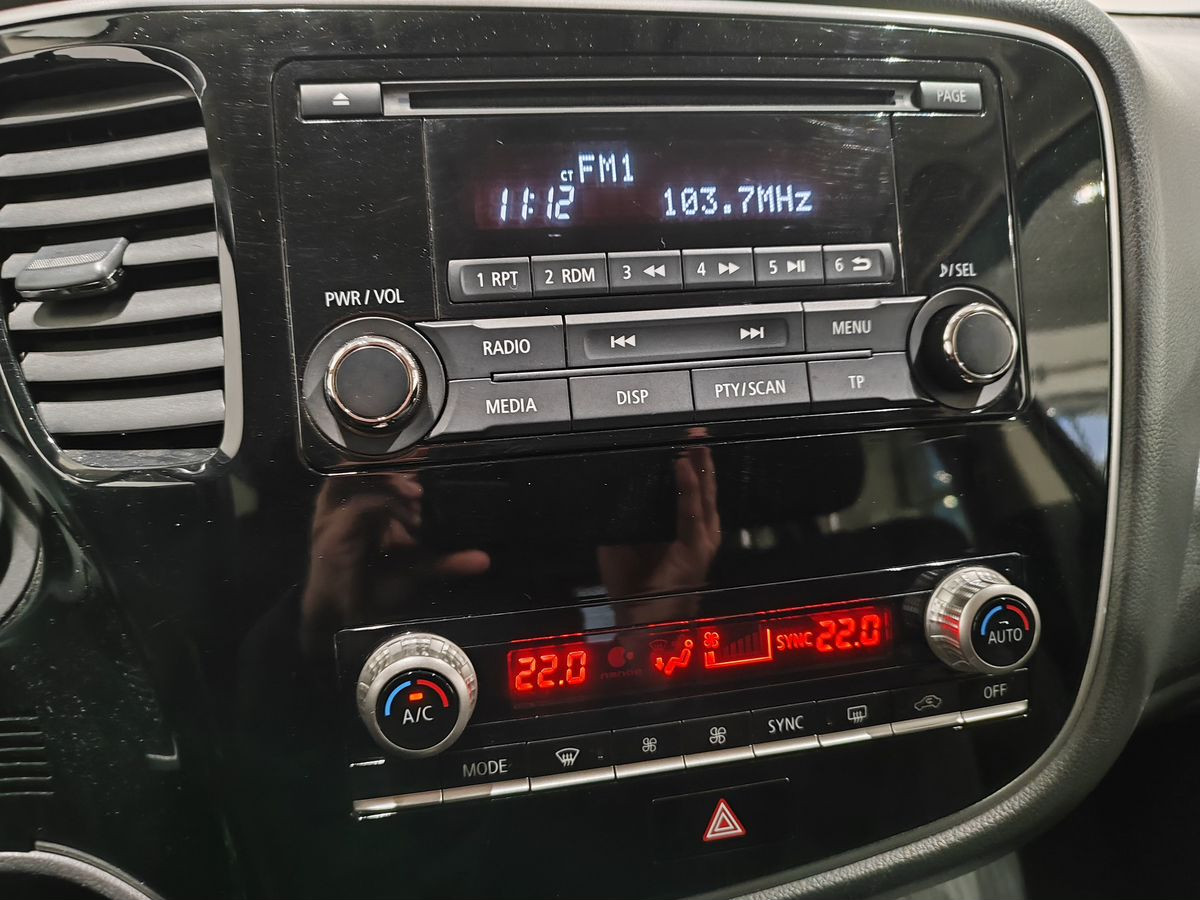 PAGE
CT FM1
11:12 103.7MHz
1 RPT 2 RDM 3 4 5 6
PWR / VOL
/SEL
RADIO MENU
MEDIA DISP PTY/SCAN TP
22.0 SYNC 22.0
A/C
AUTO
MODE SYNC OFF